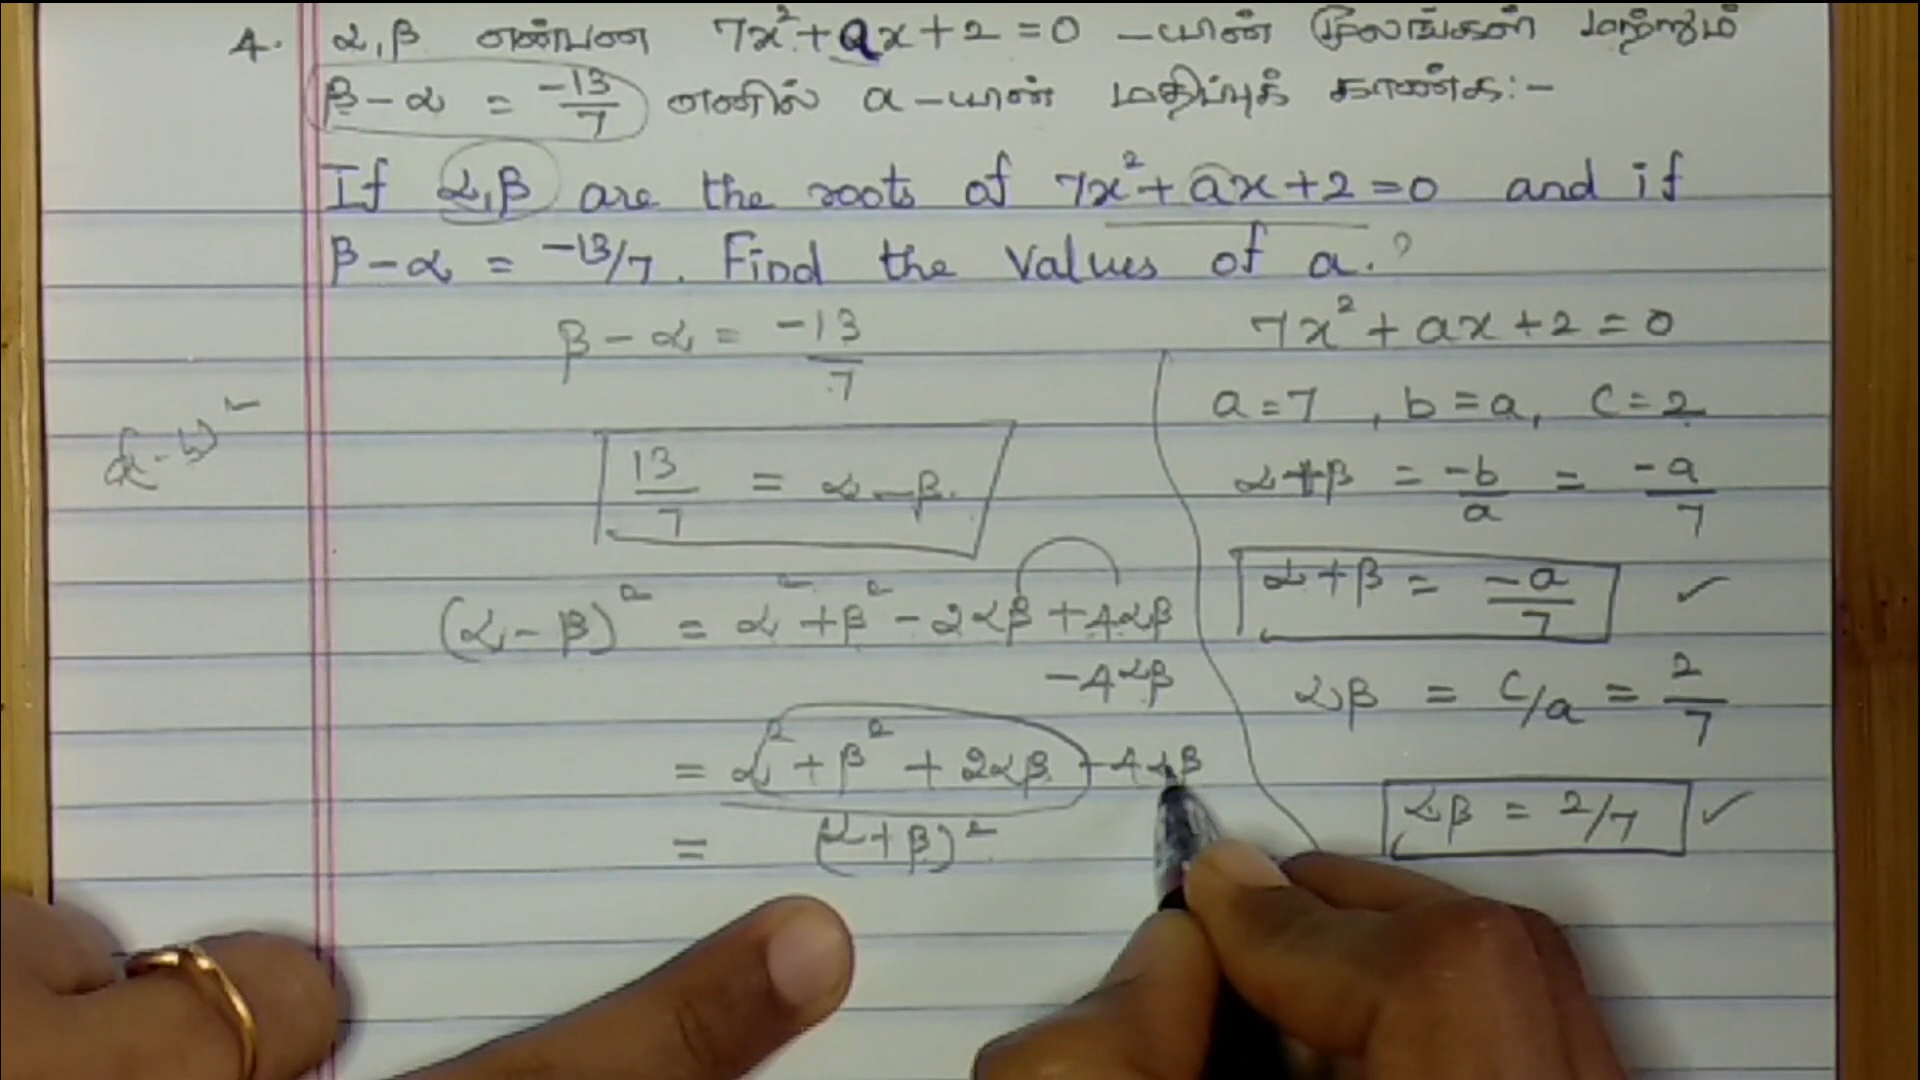 4. α, β என்பன 7x²+ax+2=0 -யின் மூலங்கள் மற்றும்
β-α = -13/7 எனில் a-யின் மதிப்புக் காண்க:-
If α,β are the roots of 7x²+ax+2=0 and if
β-α = -13/7. Find the values of a.?
β-α = -13/7
13/7 = α-β.
(α-β)² = α²+β²-2αβ+4αβ
-4αβ
= α²+β²+2αβ-4αβ
= (α+β)²
7x²+ax+2=0
a=7, b=a, c=2
α+β = -b/a = -a/7
α+β = -a/7 ✓
αβ = c/a = 2/7
αβ = 2/7 ✓